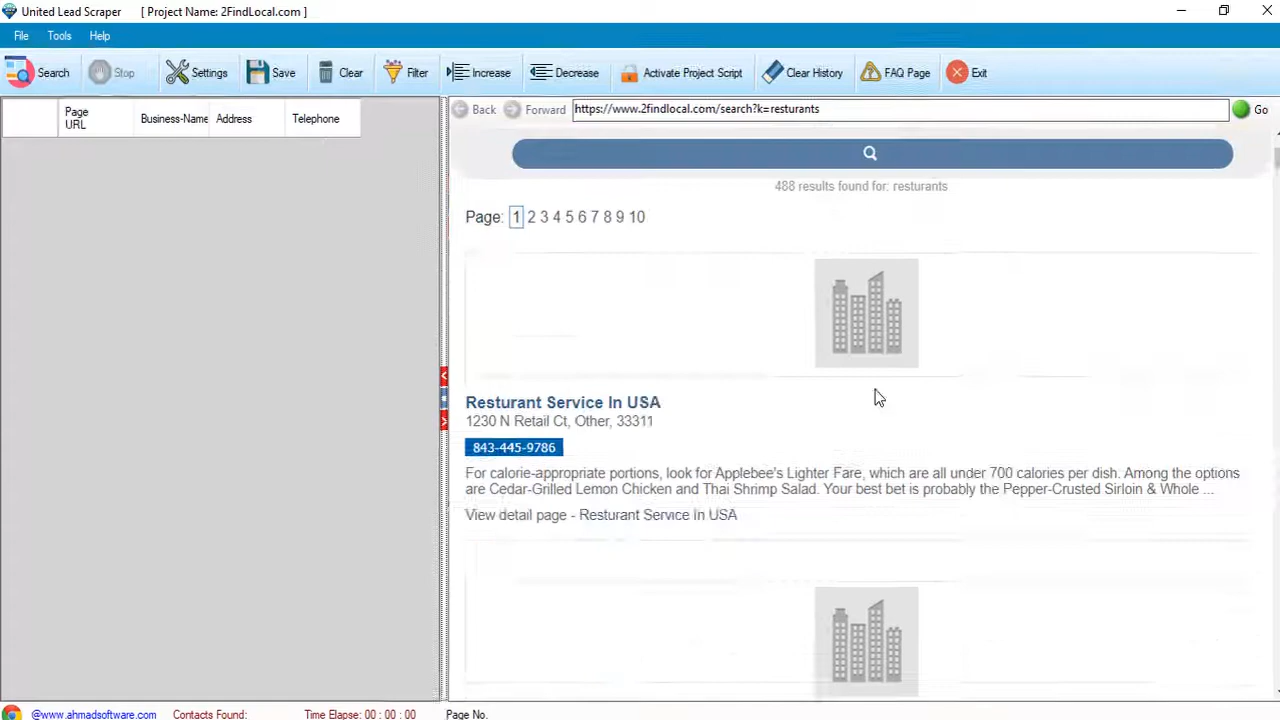 United Lead Scraper [ Project Name: 2FindLocal.com ]
File Tools Help
Search Stop Settings Save Clear Filter Increase Decrease Activate Project Script Clear History FAQ Page Exit
Page URL Business-Name Address Telephone
Back Forward https://www.2findlocal.com/search?k=resturants Go
488 results found for: resturants
Page: 1 2 3 4 5 6 7 8 9 10
Resturant Service In USA
1230 N Retail Ct, Other, 33311
843-445-9786
For calorie-appropriate portions, look for Applebee's Lighter Fare, which are all under 700 calories per dish. Among the options
are Cedar-Grilled Lemon Chicken and Thai Shrimp Salad. Your best bet is probably the Pepper-Crusted Sirloin & Whole ...
View detail page - Resturant Service In USA
@www.ahmadsoftware.com Contacts Found: Time Elapse: 00 : 00 : 00 Page No.